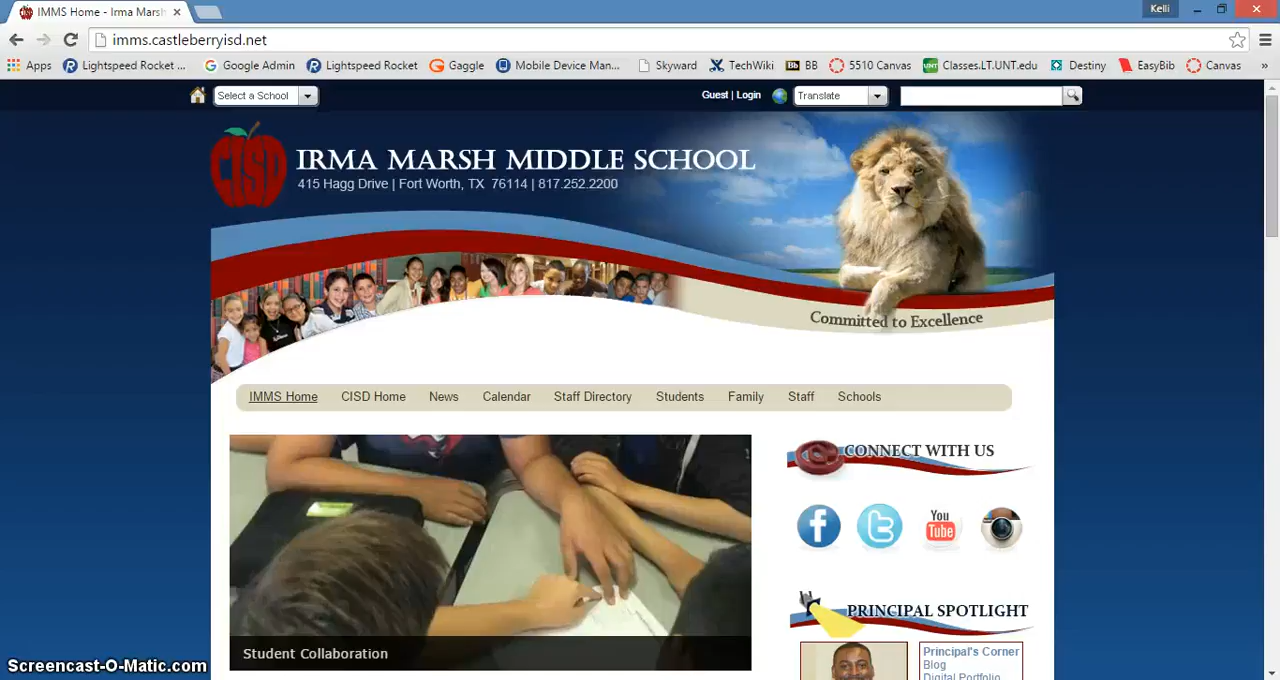 IMMS Home - Irma Marsh
Kelli
imms.castleberryisd.net
Apps Lightspeed Rocket ... Google Admin Lightspeed Rocket Gaggle Mobile Device Man... Skyward TechWiki Bb BB 5510 Canvas UNT Classes.LT.UNT.edu Destiny EasyBib Canvas »
Select a School Guest | Login Translate
CISD
IRMA MARSH MIDDLE SCHOOL
415 Hagg Drive | Fort Worth, TX 76114 | 817.252.2200
Committed to Excellence
IMMS Home CISD Home News Calendar Staff Directory Students Family Staff Schools
CONNECT WITH US
You
Tube
PRINCIPAL SPOTLIGHT
Student Collaboration
Principal's Corner
Blog
Digital Portfolio
Screencast-O-Matic.com